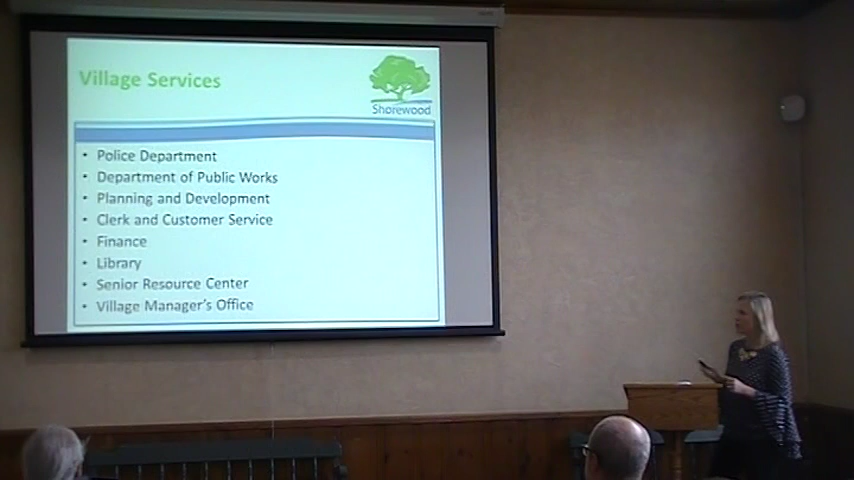 Village Services
Shorewood
• Police Department
• Department of Public Works
• Planning and Development
• Clerk and Customer Service
• Finance
• Library
• Senior Resource Center
• Village Manager's Office